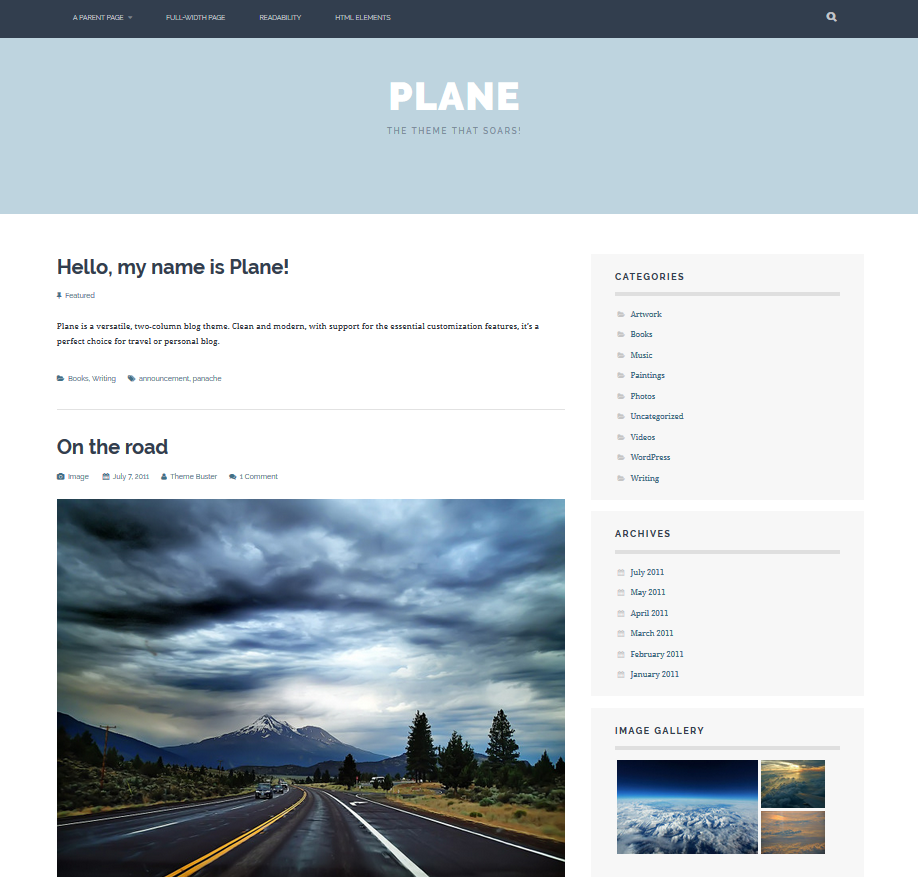 A PARENT PAGE
FULL-WIDTH PAGE
READABILITY
HTML ELEMENTS
PLANE
THE THEME THAT SOARS!
Hello, my name is Plane!
Featured
Plane is a versatile, two-column blog theme. Clean and modern, with support for the essential customization features, it's a
perfect choice for travel or personal blog.
Books, Writing
announcement, panache
On the road
Image
July 7, 2011
Theme Buster
1 Comment
CATEGORIES
Artwork
Books
Music
Paintings
Photos
Uncategorized
Videos
WordPress
Writing
ARCHIVES
July 2011
May 2011
April 2011
March 2011
February 2011
January 2011
IMAGE GALLERY